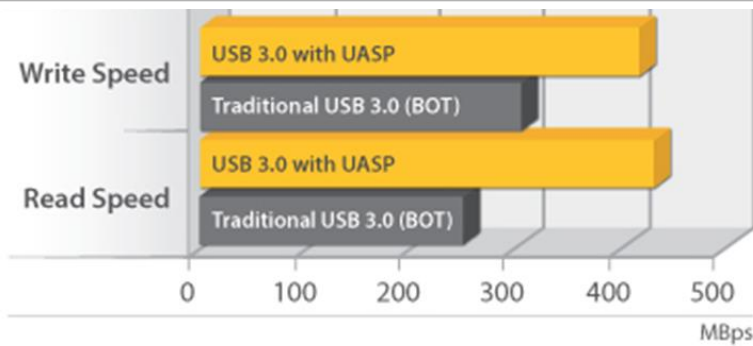 Write Speed
USB 3.0 with UASP
Traditional USB 3.0 (BOT)
Read Speed
USB 3.0 with UASP
Traditional USB 3.0 (BOT)
0 100 200 300 400 500
MBps